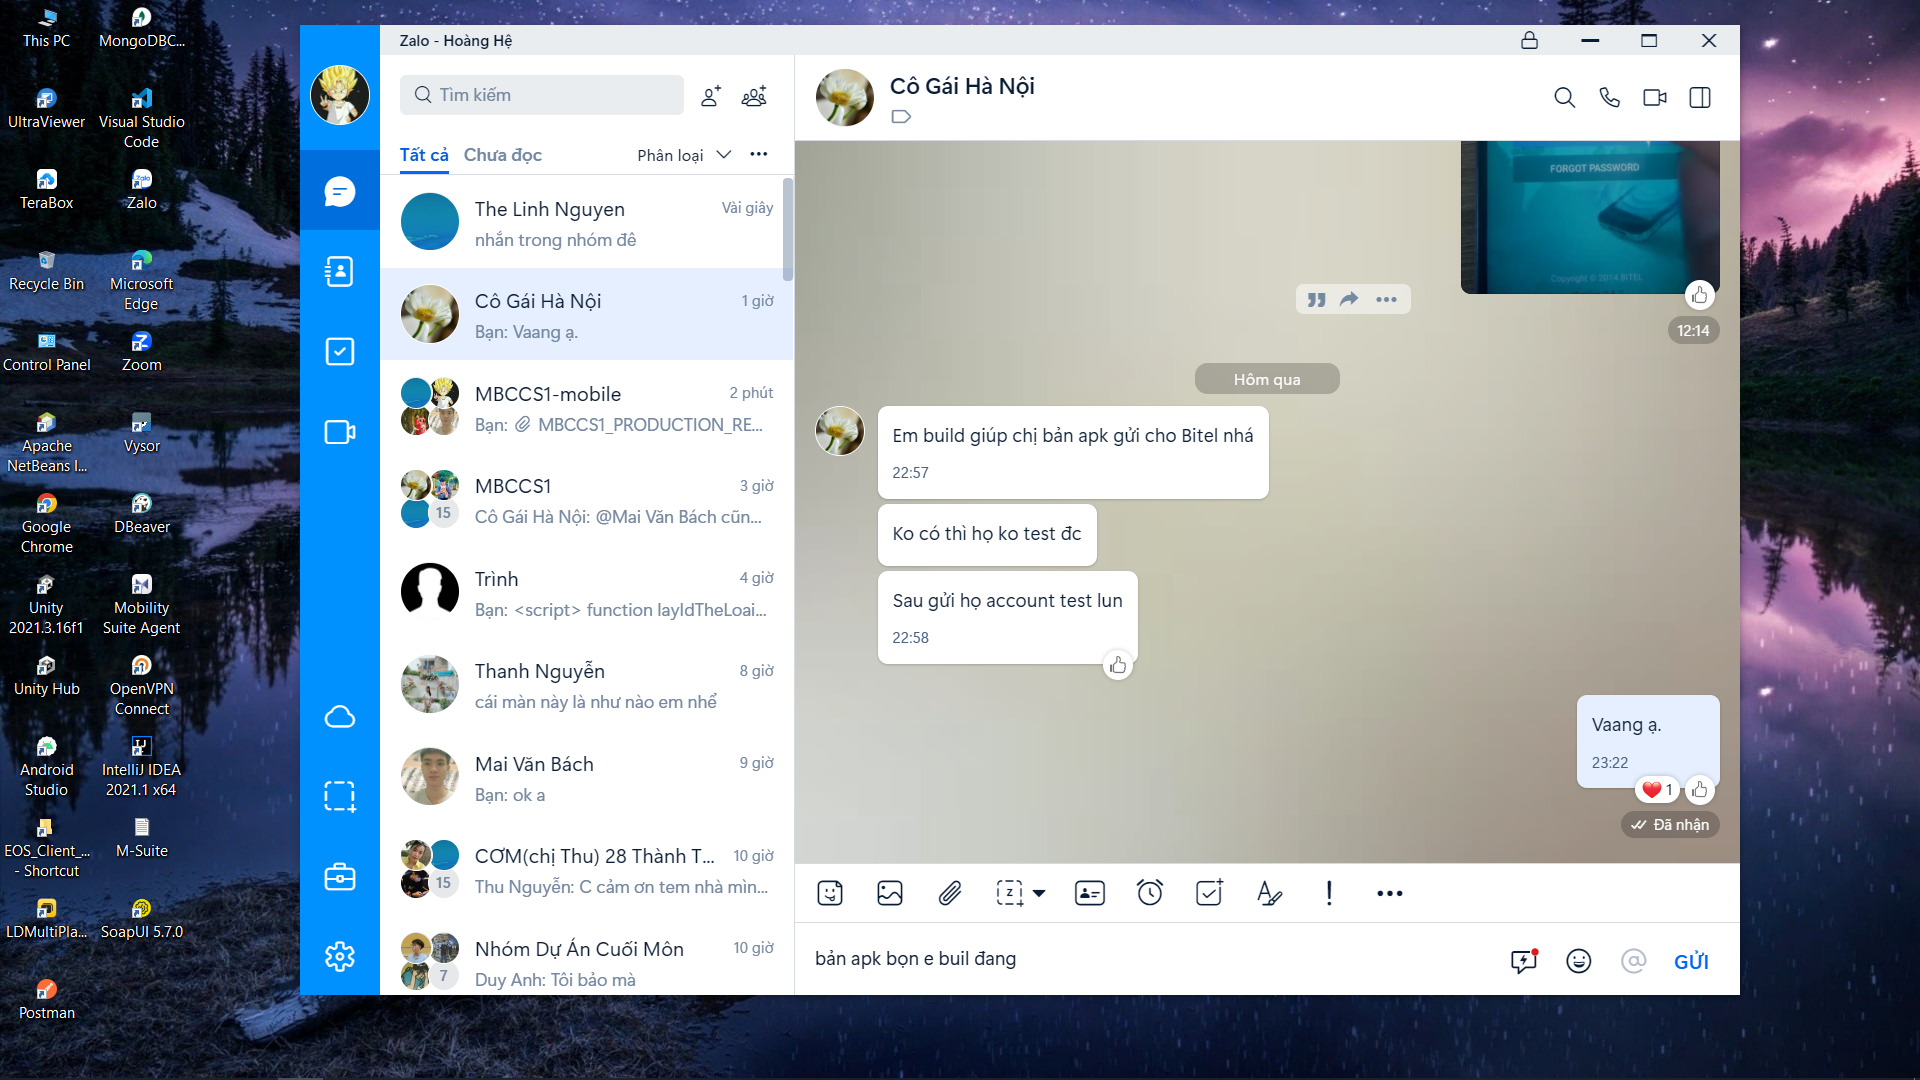 This PC
MongoDBC...
UltraViewer
Visual Studio
Code
TeraBox
Zalo
Recycle Bin
Microsoft
Edge
Control Panel
Zoom
Apache
NetBeans I...
Vysor
Google
Chrome
DBeaver
Unity
2021.3.16f1
Mobility
Suite Agent
Unity Hub
OpenVPN
Connect
Android
Studio
IntelliJ IDEA
2021.1 x64
EOS_Client_...
- Shortcut
M-Suite
LDMultiPla...
SoapUI 5.7.0
Postman
Zalo - Hoàng Hệ
Tìm kiếm
Tất cả
Chưa đọc
Phân loại
The Linh Nguyen
Vài giây
nhắn trong nhóm đê
Cô Gái Hà Nội
1 giờ
Bạn: Vaang ạ.
MBCCS1-mobile
2 phút
Bạn: MBCCS1_PRODUCTION_RE...
MBCCS1
3 giờ
15
Cô Gái Hà Nội: @Mai Văn Bách cũn...
Trình
4 giờ
Bạn: <script> function layIdTheLoai...
Thanh Nguyễn
8 giờ
cái màn này là như nào em nhể
Mai Văn Bách
9 giờ
Bạn: ok a
CƠM(chị Thu) 28 Thành T...
10 giờ
15
Thu Nguyễn: C cảm ơn tem nhà mìn...
Nhóm Dự Án Cuối Môn
10 giờ
7
Duy Anh: Tôi bảo mà
Cô Gái Hà Nội
FORGOT PASSWORD
Copyright © 2014 BITEL
12:14
Hôm qua
Em build giúp chị bản apk gửi cho Bitel nhá
22:57
Ko có thì họ ko test đc
Sau gửi họ account test lun
22:58
Vaang ạ.
23:22
1
Đã nhận
bản apk bọn e buil đang
GỬI